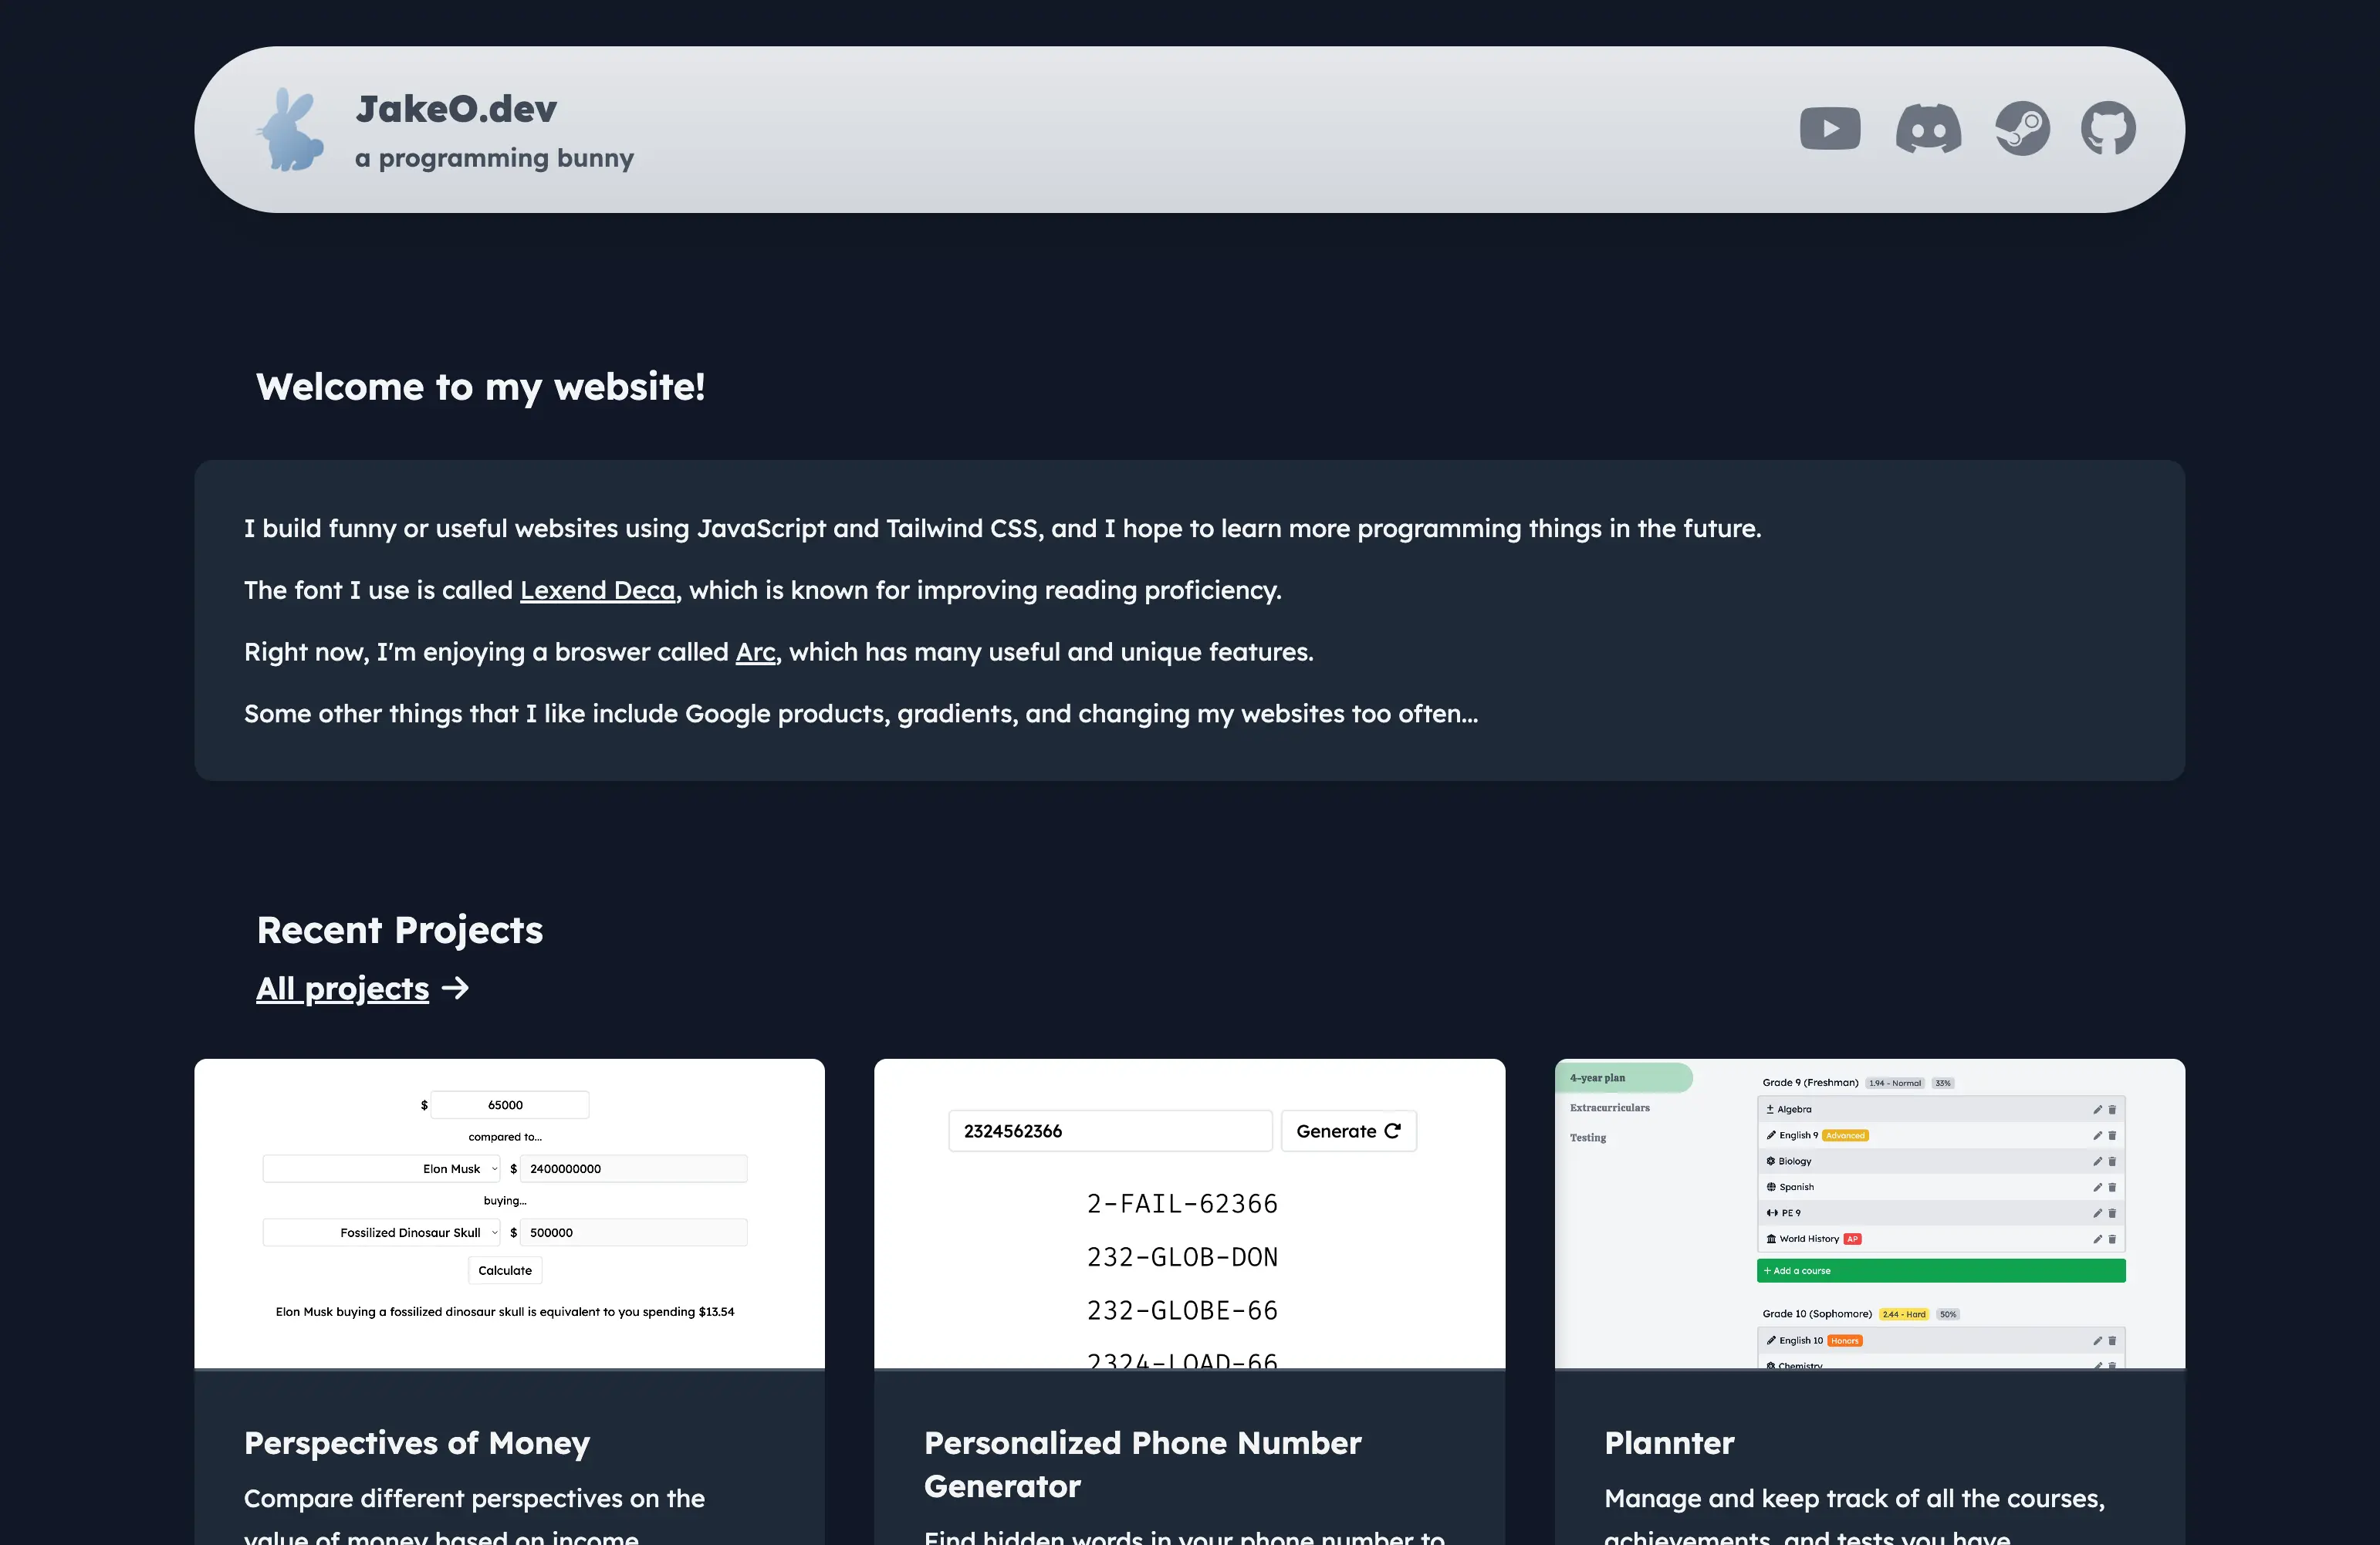 JakeO.dev
a programming bunny
Welcome to my website!
I build funny or useful websites using JavaScript and Tailwind CSS, and I hope to learn more programming things in the future.
The font I use is called Lexend Deca, which is known for improving reading proficiency.
Right now, I'm enjoying a broswer called Arc, which has many useful and unique features.
Some other things that I like include Google products, gradients, and changing my websites too often...
Recent Projects
All projects →
$ 65000
compared to...
Elon Musk $ 2400000000
buying...
Fossilized Dinosaur Skull $ 500000
Calculate
Elon Musk buying a fossilized dinosaur skull is equivalent to you spending $13.54
Perspectives of Money
Compare different perspectives on the
value of money based on income
2324562366 Generate
2-FAIL-62366
232-GLOB-DON
232-GLOBE-66
2324-LOAD-66
Personalized Phone Number
Generator
Find hidden words in your phone number to
4-year plan
Extracurriculars
Testing
Grade 9 (Freshman) 1.94 - Normal 33%
Algebra
English 9 Advanced
Biology
Spanish
PE 9
World History AP
+ Add a course
Grade 10 (Sophomore) 2.44 - Hard 50%
English 10 Honors
Chemistry
Plannter
Manage and keep track of all the courses,
achievements, and tests you have